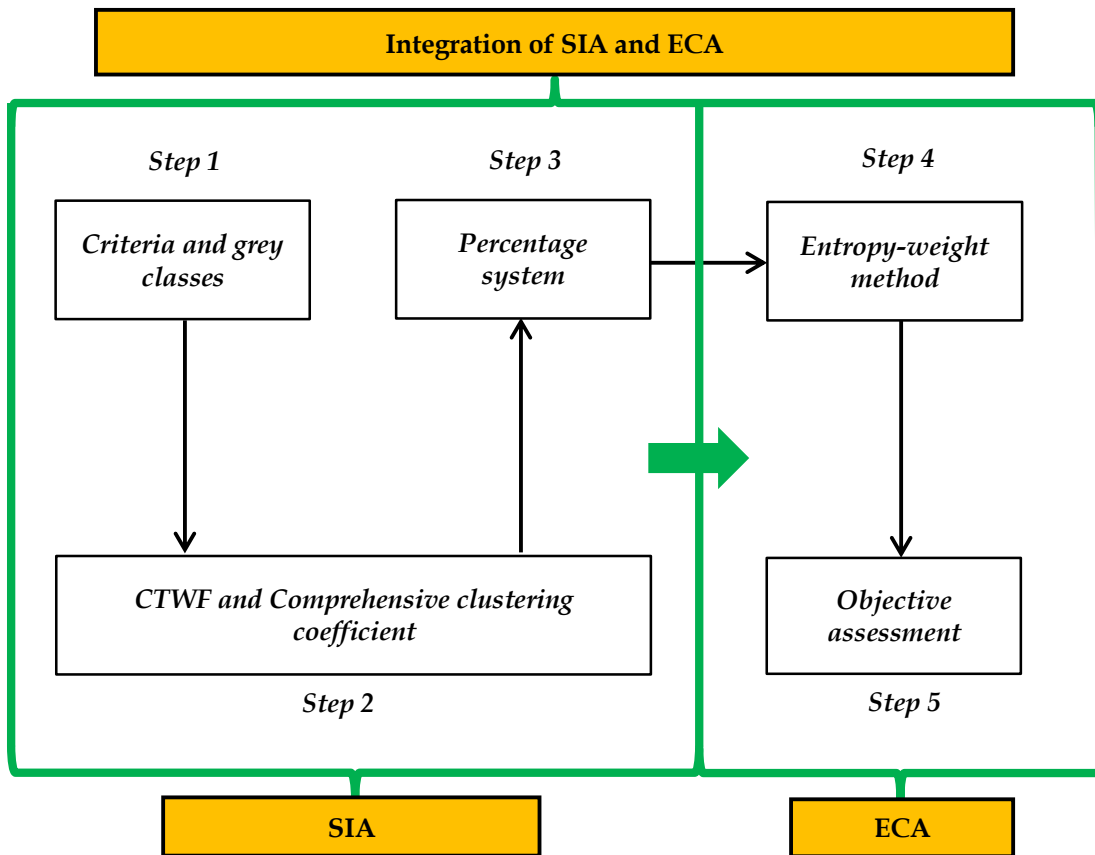 Integration of SIA and ECA
Step 1
Criteria and grey
classes
CTWF and Comprehensive clustering
coefficient
Step 2
Step 3
Percentage
system
Step 4
Entropy-weight
method
Objective
assessment
Step 5
SIA
ECA